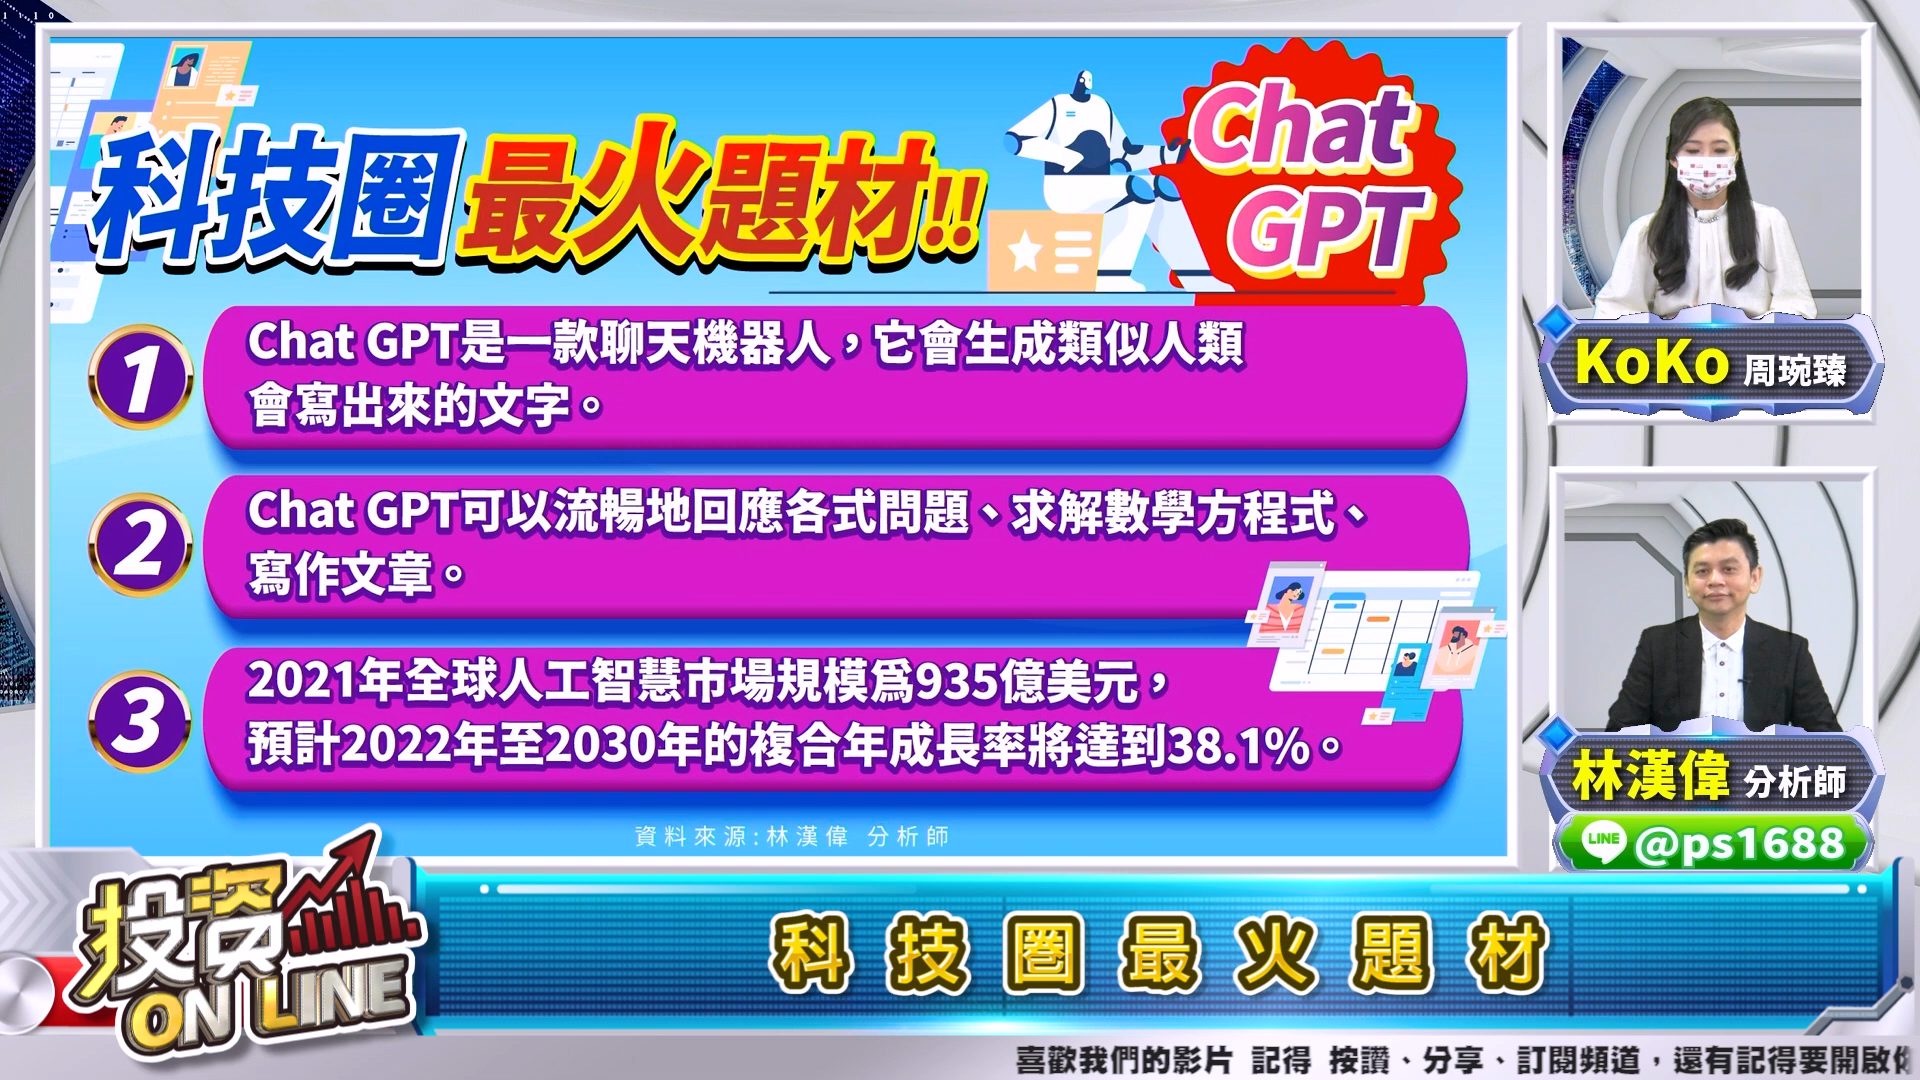 科技圈最火題材!!
Chat
GPT
1
Chat GPT是一款聊天機器人，它會生成類似人類
會寫出來的文字。
2
Chat GPT可以流暢地回應各式問題、求解數學方程式、
寫作文章。
3
2021年全球人工智慧市場規模爲935億美元，
預計2022年至2030年的複合年成長率將達到38.1%。
資料來源:林漢偉 分析師
KoKo 周琬臻
林漢偉 分析師
LINE @ps1688
投資
ON LINE
科技圈最火題材
喜歡我們的影片 記得 按讚、分享、訂閱頻道，還有記得要開啟